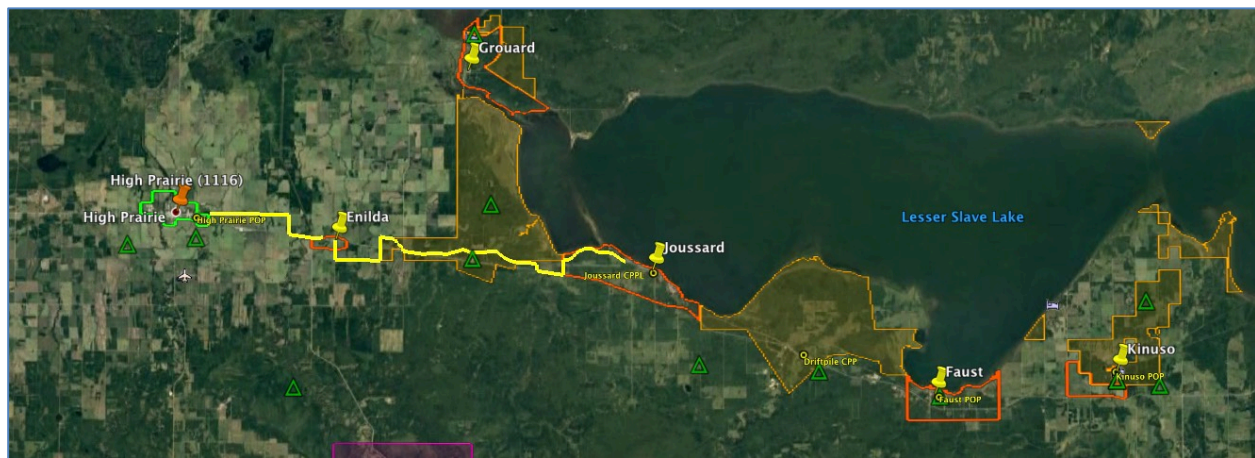 Grouard
High Prairie (1116)
High Prairie
High Prairie POP
Enilda
Lesser Slave Lake
Joussard
Joussard CPPL
Driftpile CPP
Kinuso
Kinuso POP
Faust
Faust POP